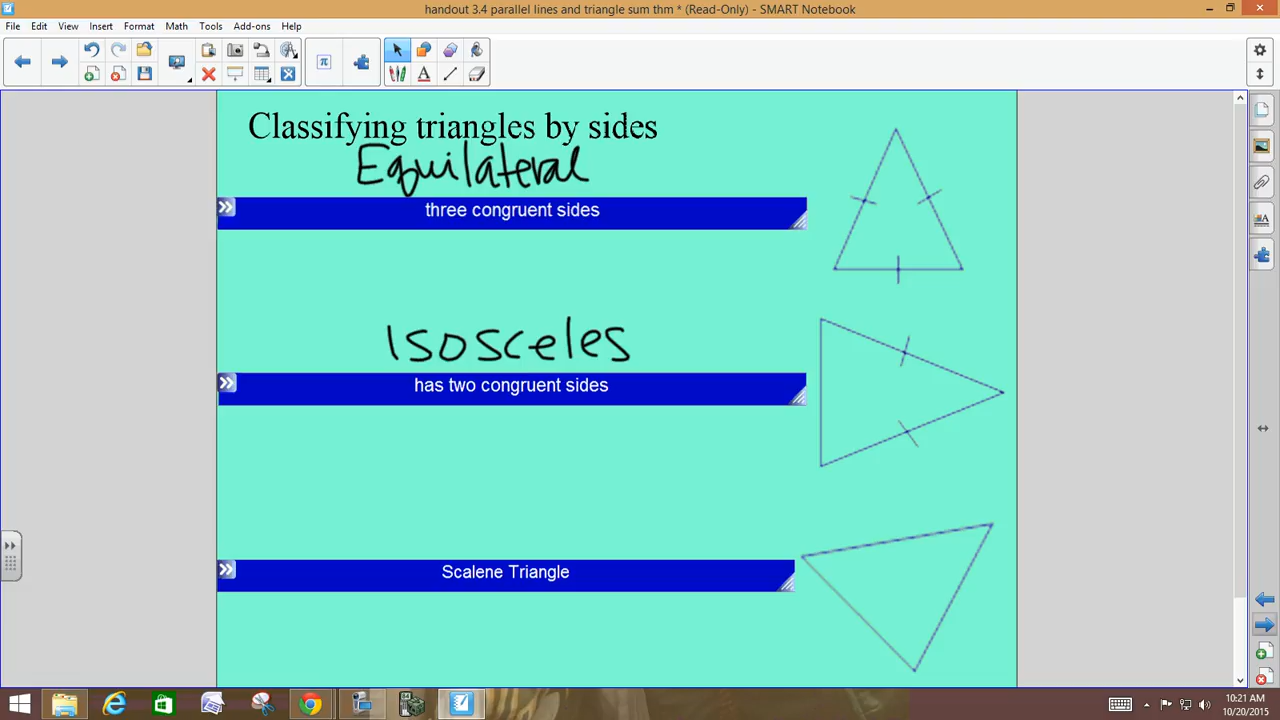 handout 3.4 parallel lines and triangle sum thm * (Read-Only) - SMART Notebook
File Edit View Insert Format Math Tools Add-ons Help
Classifying triangles by sides
Equilateral
three congruent sides
Isosceles
has two congruent sides
Scalene Triangle
10:21 AM
10/20/2015